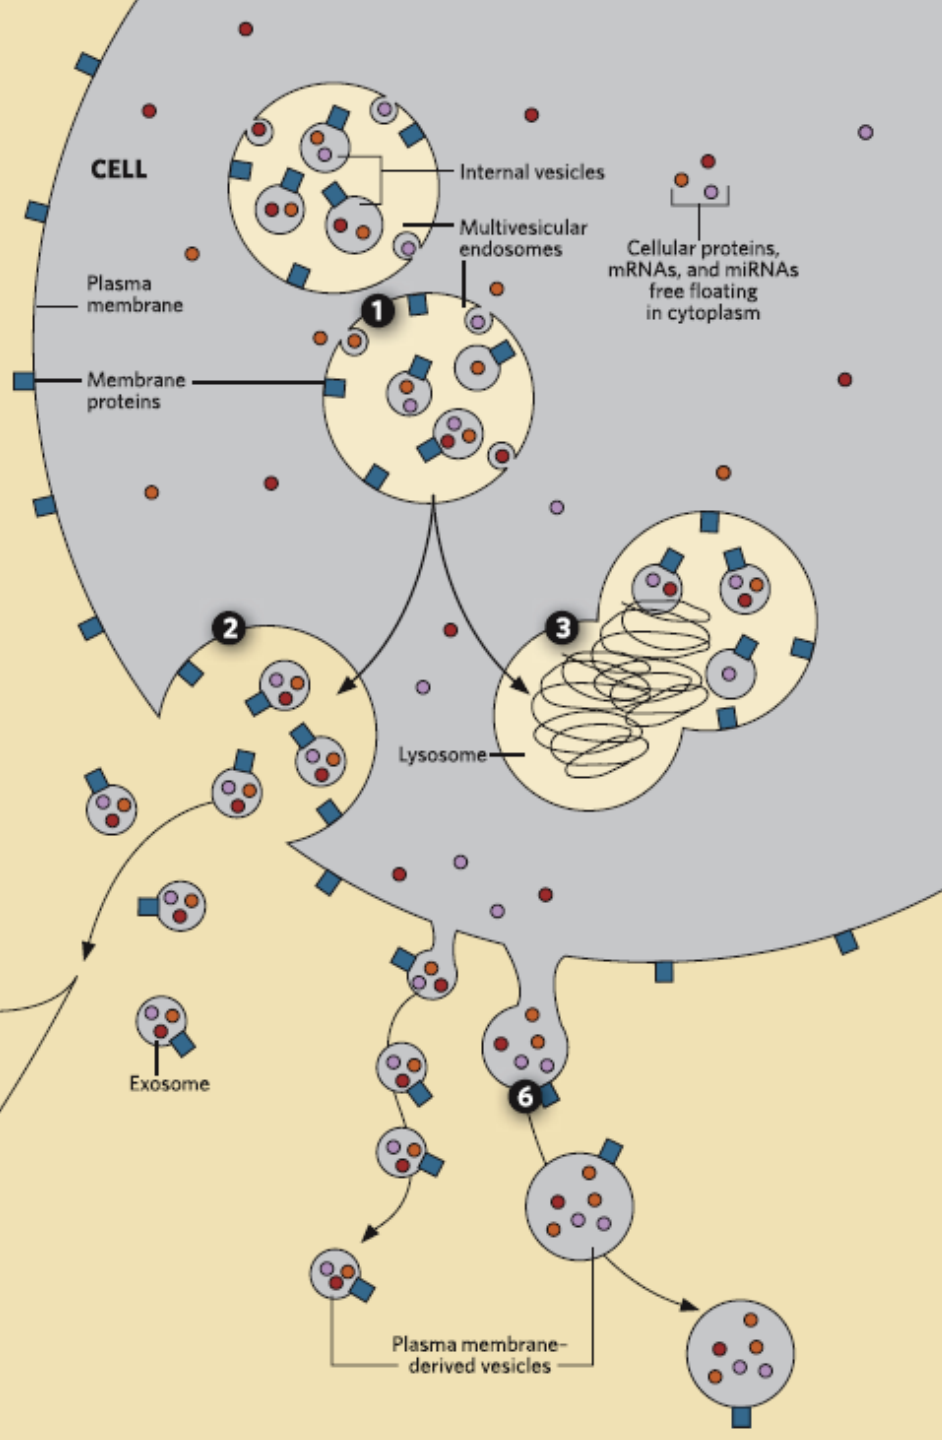 CELL
Internal vesicles
Multivesicular
endosomes
Cellular proteins,
mRNAs, and miRNAs
free floating
in cytoplasm
Plasma
membrane
1
Membrane
proteins
2
3
Lysosome
Exosome
6
Plasma membrane–
derived vesicles